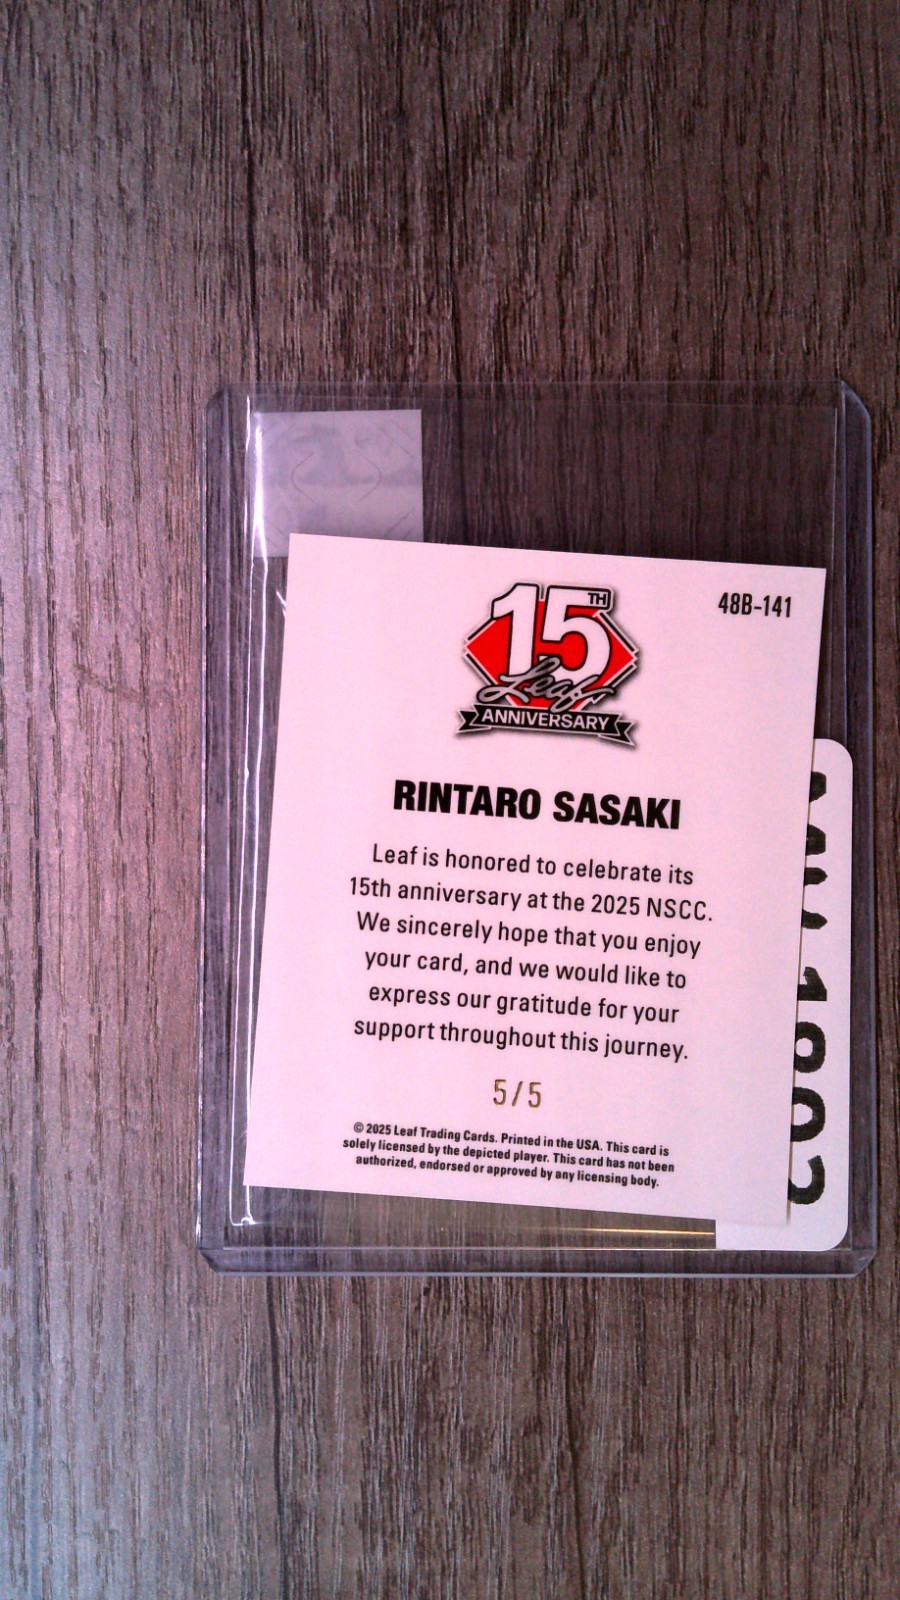 48B-141
15TH
Leaf
ANNIVERSARY
RINTARO SASAKI
Leaf is honored to celebrate its
15th anniversary at the 2025 NSCC.
We sincerely hope that you enjoy
your card, and we would like to
express our gratitude for your
support throughout this journey.
5/5
© 2025 Leaf Trading Cards. Printed in the USA. This card is
solely licensed by the depicted player. This card has not been
authorized, endorsed or approved by any licensing body.